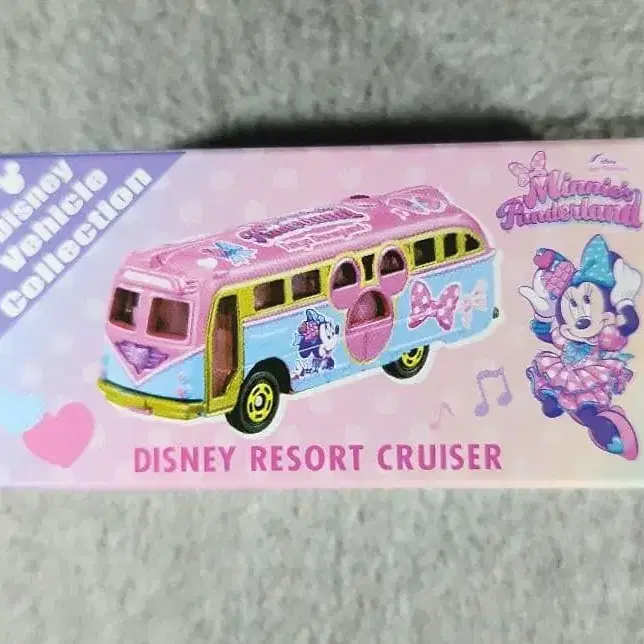 Disney
Vehicle
Collection
Minnie's
Funderland
DISNEY RESORT CRUISER